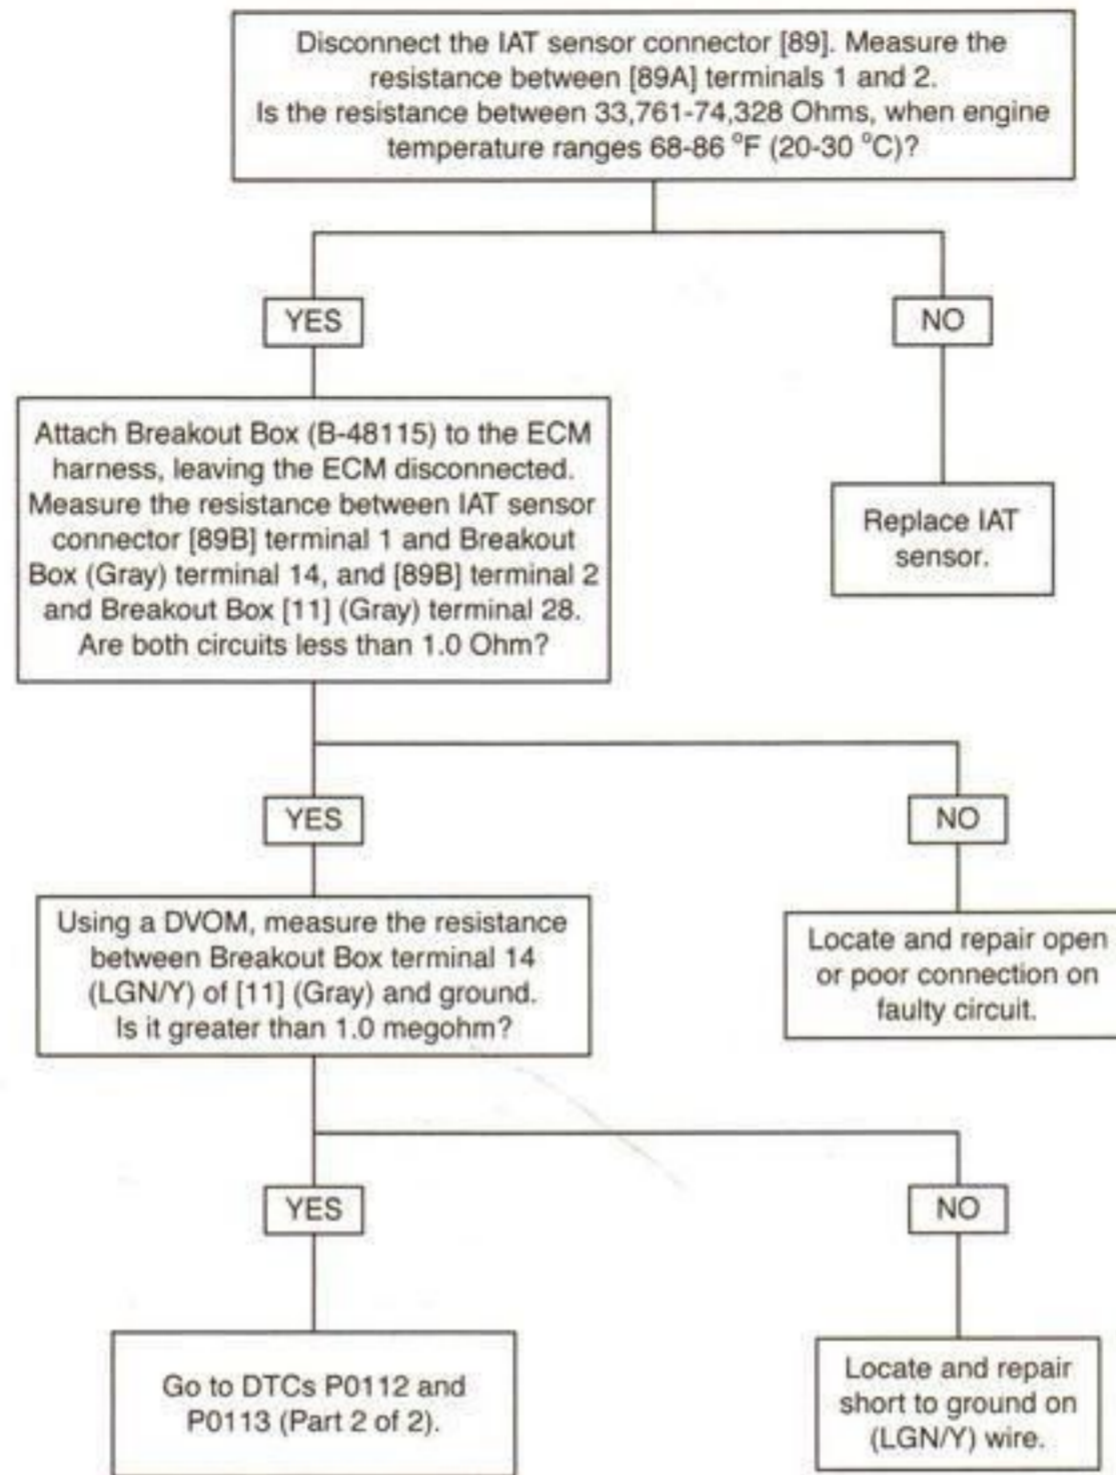 Disconnect the IAT sensor connector [89]. Measure the
resistance between [89A] terminals 1 and 2.
Is the resistance between 33,761-74,328 Ohms, when engine
temperature ranges 68-86 °F (20-30 °C)?
YES
NO
Attach Breakout Box (B-48115) to the ECM
harness, leaving the ECM disconnected.
Measure the resistance between IAT sensor
connector [89B] terminal 1 and Breakout
Box (Gray) terminal 14, and [89B] terminal 2
and Breakout Box [11] (Gray) terminal 28.
Are both circuits less than 1.0 Ohm?
Replace IAT
sensor.
YES
NO
Using a DVOM, measure the resistance
between Breakout Box terminal 14
(LGN/Y) of [11] (Gray) and ground.
Is it greater than 1.0 megohm?
Locate and repair open
or poor connection on
faulty circuit.
YES
NO
Go to DTCs P0112 and
P0113 (Part 2 of 2).
Locate and repair
short to ground on
(LGN/Y) wire.